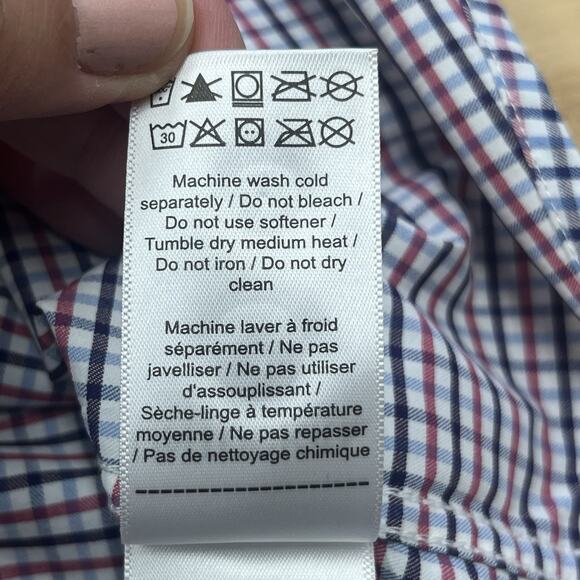 30
Machine wash cold
separately / Do not bleach /
Do not use softener /
Tumble dry medium heat /
Do not iron / Do not dry
clean
Machine laver à froid
séparément / Ne pas
javelliser / Ne pas utiliser
d'assouplissant /
Sèche-linge à température
moyenne / Ne pas repasser
/ Pas de nettoyage chimique